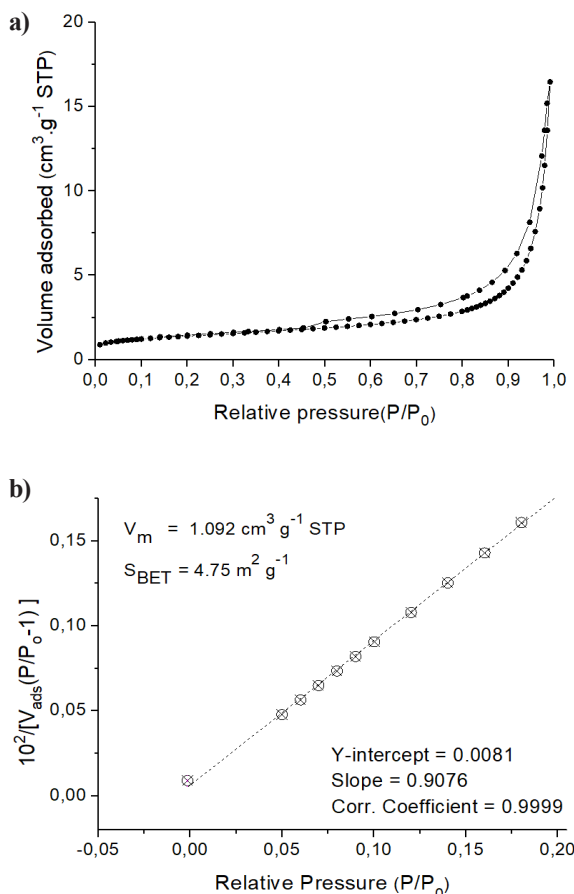 a)
Volume adsorbed (cm³.g⁻¹ STP)
20
15
10
5
0
0,0 0,1 0,2 0,3 0,4 0,5 0,6 0,7 0,8 0,9 1,0
Relative pressure(P/P₀)
b)
10²/[V_ads(P/P₀-1) ]
V_m = 1.092 cm³ g⁻¹ STP
S_BET = 4.75 m² g⁻¹
0,15
0,10
0,05
0,00
Y-intercept = 0.0081
Slope = 0.9076
Corr. Coefficient = 0.9999
-0,05 0,00 0,05 0,10 0,15 0,20
Relative Pressure (P/P₀)